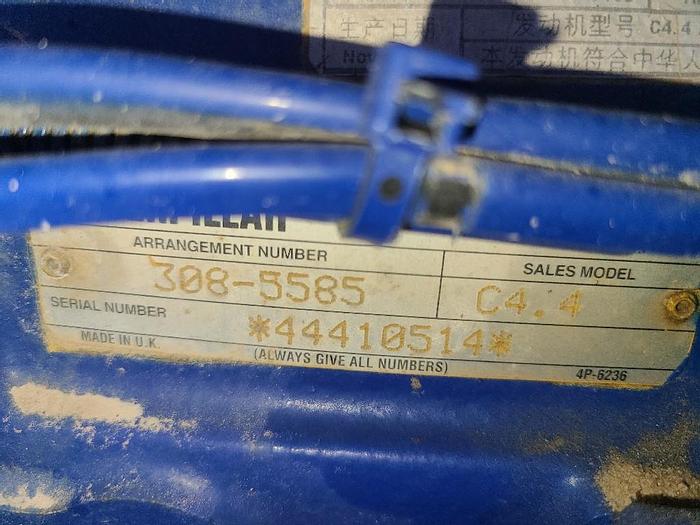 生产日期 发动机型号 C4.4
Nov 本发动机符合中华人
ARRANGEMENT NUMBER SALES MODEL
308-5585 C4.4
SERIAL NUMBER *44410514*
MADE IN U.K. (ALWAYS GIVE ALL NUMBERS) 4P-6236